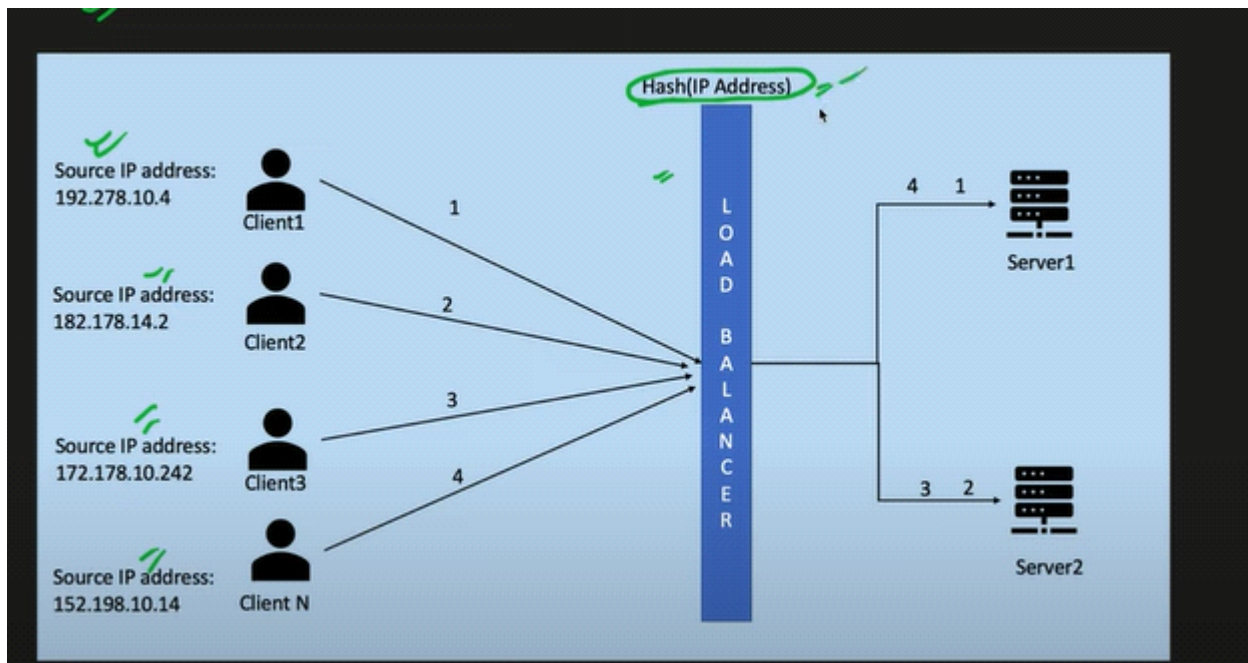 Hash(IP Address)
Source IP address:
192.278.10.4
Client1
1
Source IP address:
182.178.14.2
Client2
2
Source IP address:
172.178.10.242
Client3
3
Source IP address:
152.198.10.14
Client N
4
LOAD BALANCER
4 1
Server1
3 2
Server2